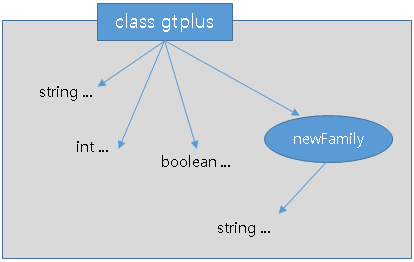 class gtplus
string ...
int ...
boolean ...
newFamily
string ...